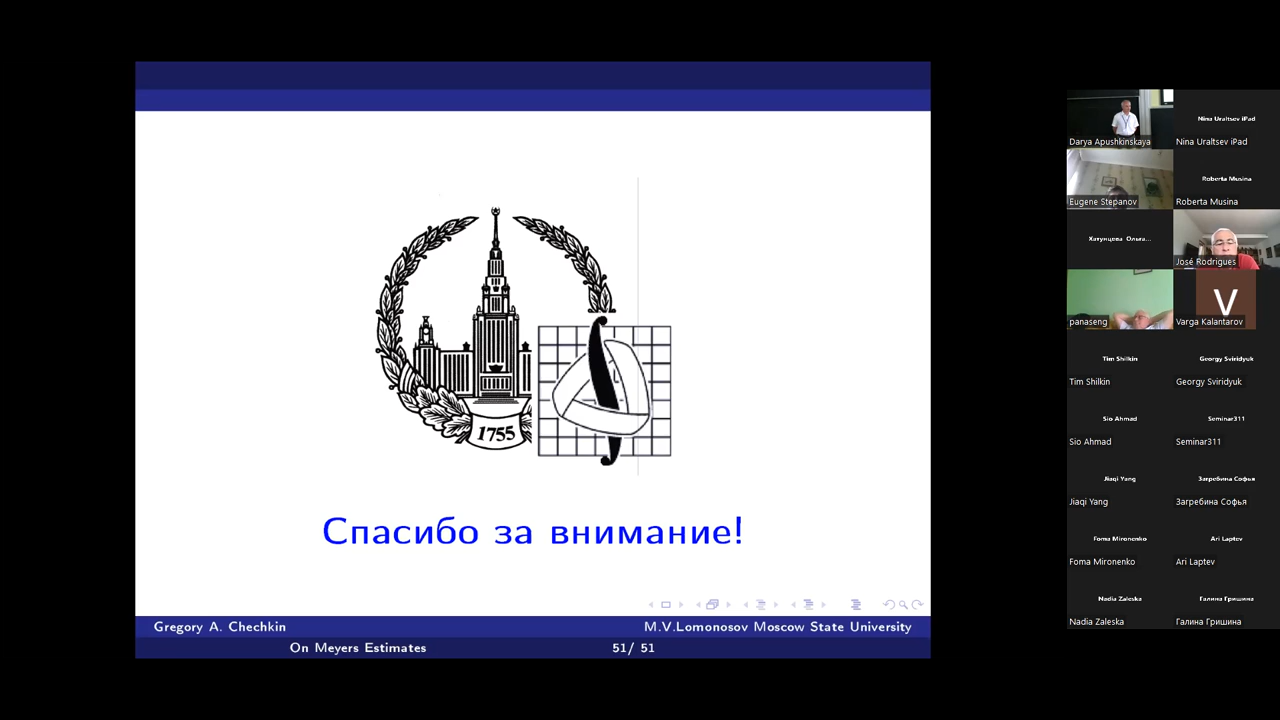 1755
Спасибо за внимание!
Gregory A. Chechkin
M.V.Lomonosov Moscow State University
On Meyers Estimates
51/ 51
Darya Apushkinskaya
Nina Uraltsev iPad
Nina Uraltsev iPad
Eugene Stepanov
Roberta Musina
Roberta Musina
Хатунцева Ольга...
José Rodrigues
panaseng
V
Varga Kalantarov
Tim Shilkin
Tim Shilkin
Georgy Sviridyuk
Georgy Sviridyuk
Sio Ahmad
Sio Ahmad
Seminar311
Seminar311
Jiaqi Yang
Jiaqi Yang
Загребина Софья
Загребина Софья
Foma Mironenko
Foma Mironenko
Ari Laptev
Ari Laptev
Nadia Zaleska
Nadia Zaleska
Галина Гришина
Галина Гришина